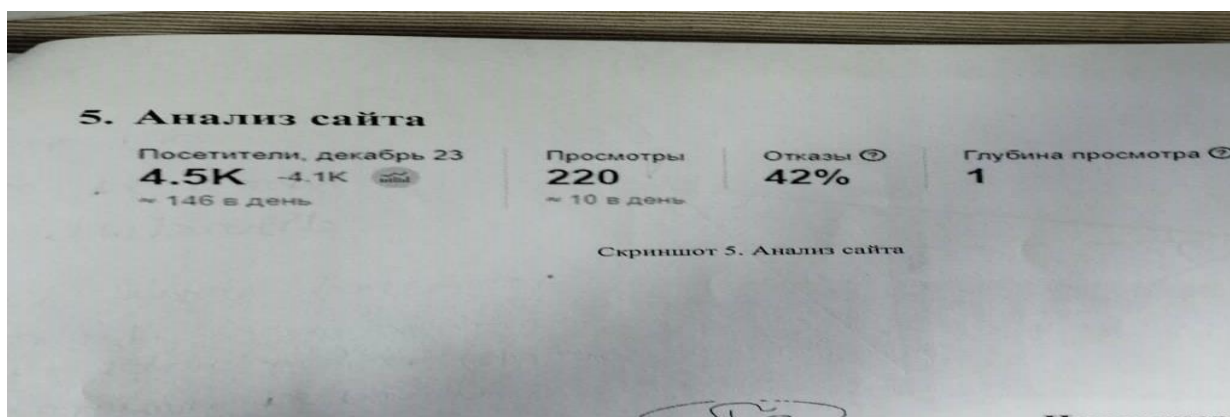 5. Анализ сайта
Посетители, декабрь 23
4.5K -4.1K
≈ 146 в день
Просмотры
220
≈ 10 в день
Отказы ?
42%
Глубина просмотра ?
1
Скриншот 5. Анализ сайта